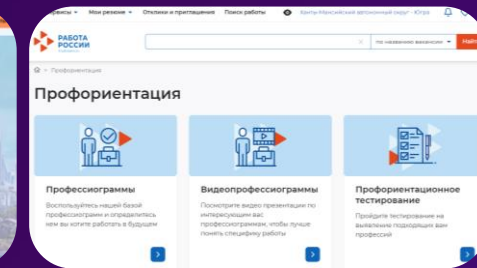 Мои резюме
Отклики и приглашения
Поиск работы
Ханты-Мансийский автономный округ - Югра
РАБОТА
РОССИИ
по названию вакансии
Профориентация
Профориентация
Профессиограммы
Воспользуйтесь нашей базой
профессиограмм и определитесь
кем вы хотите работать в будущем
Видеопрофессиограммы
Посмотрите видео презентации по
интересующим вас
профессиограммам, чтобы лучше
понять специфику работы
Профориентационное
тестирование
Пройдите тестирование на
выявление подходящих вам
профессий